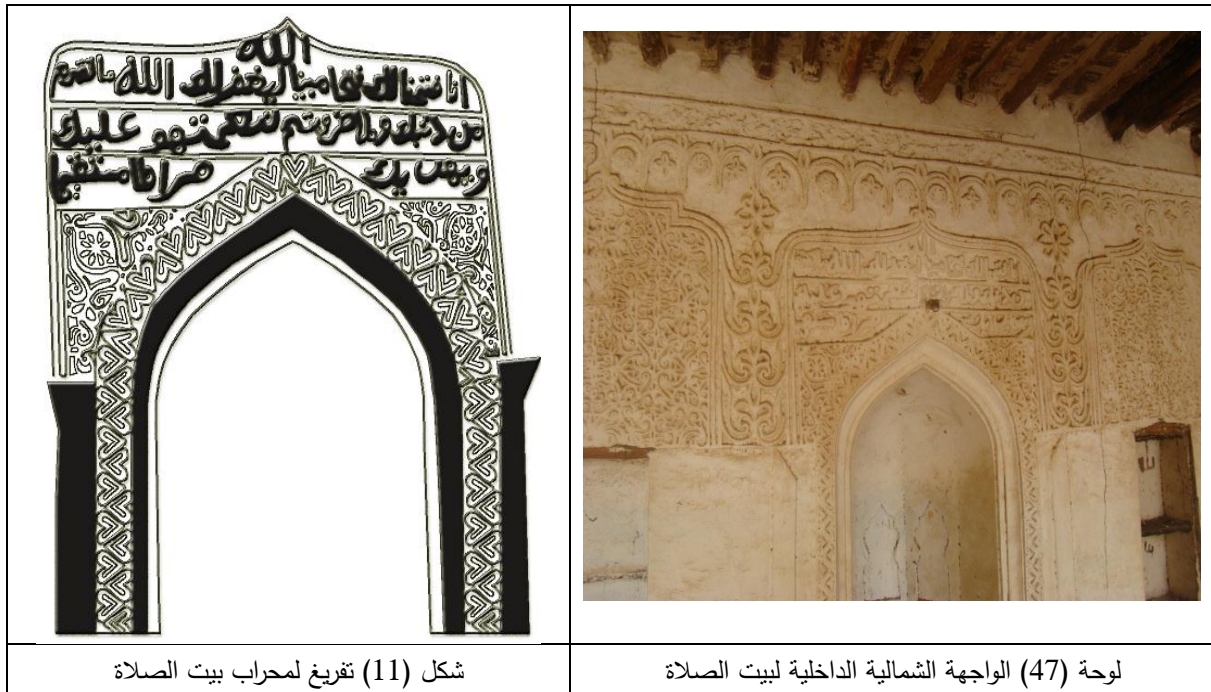 الله
انا فتحنا لك فتحا مبينا ليغفر لك الله ما تقدم
من ذنبك وما تاخر ويتم نعمته عليك
ويهديك صراطا مستقيما
شكل (11) تفريغ لمحراب بيت الصلاة
لوحة (47) الواجهة الشمالية الداخلية لبيت الصلاة